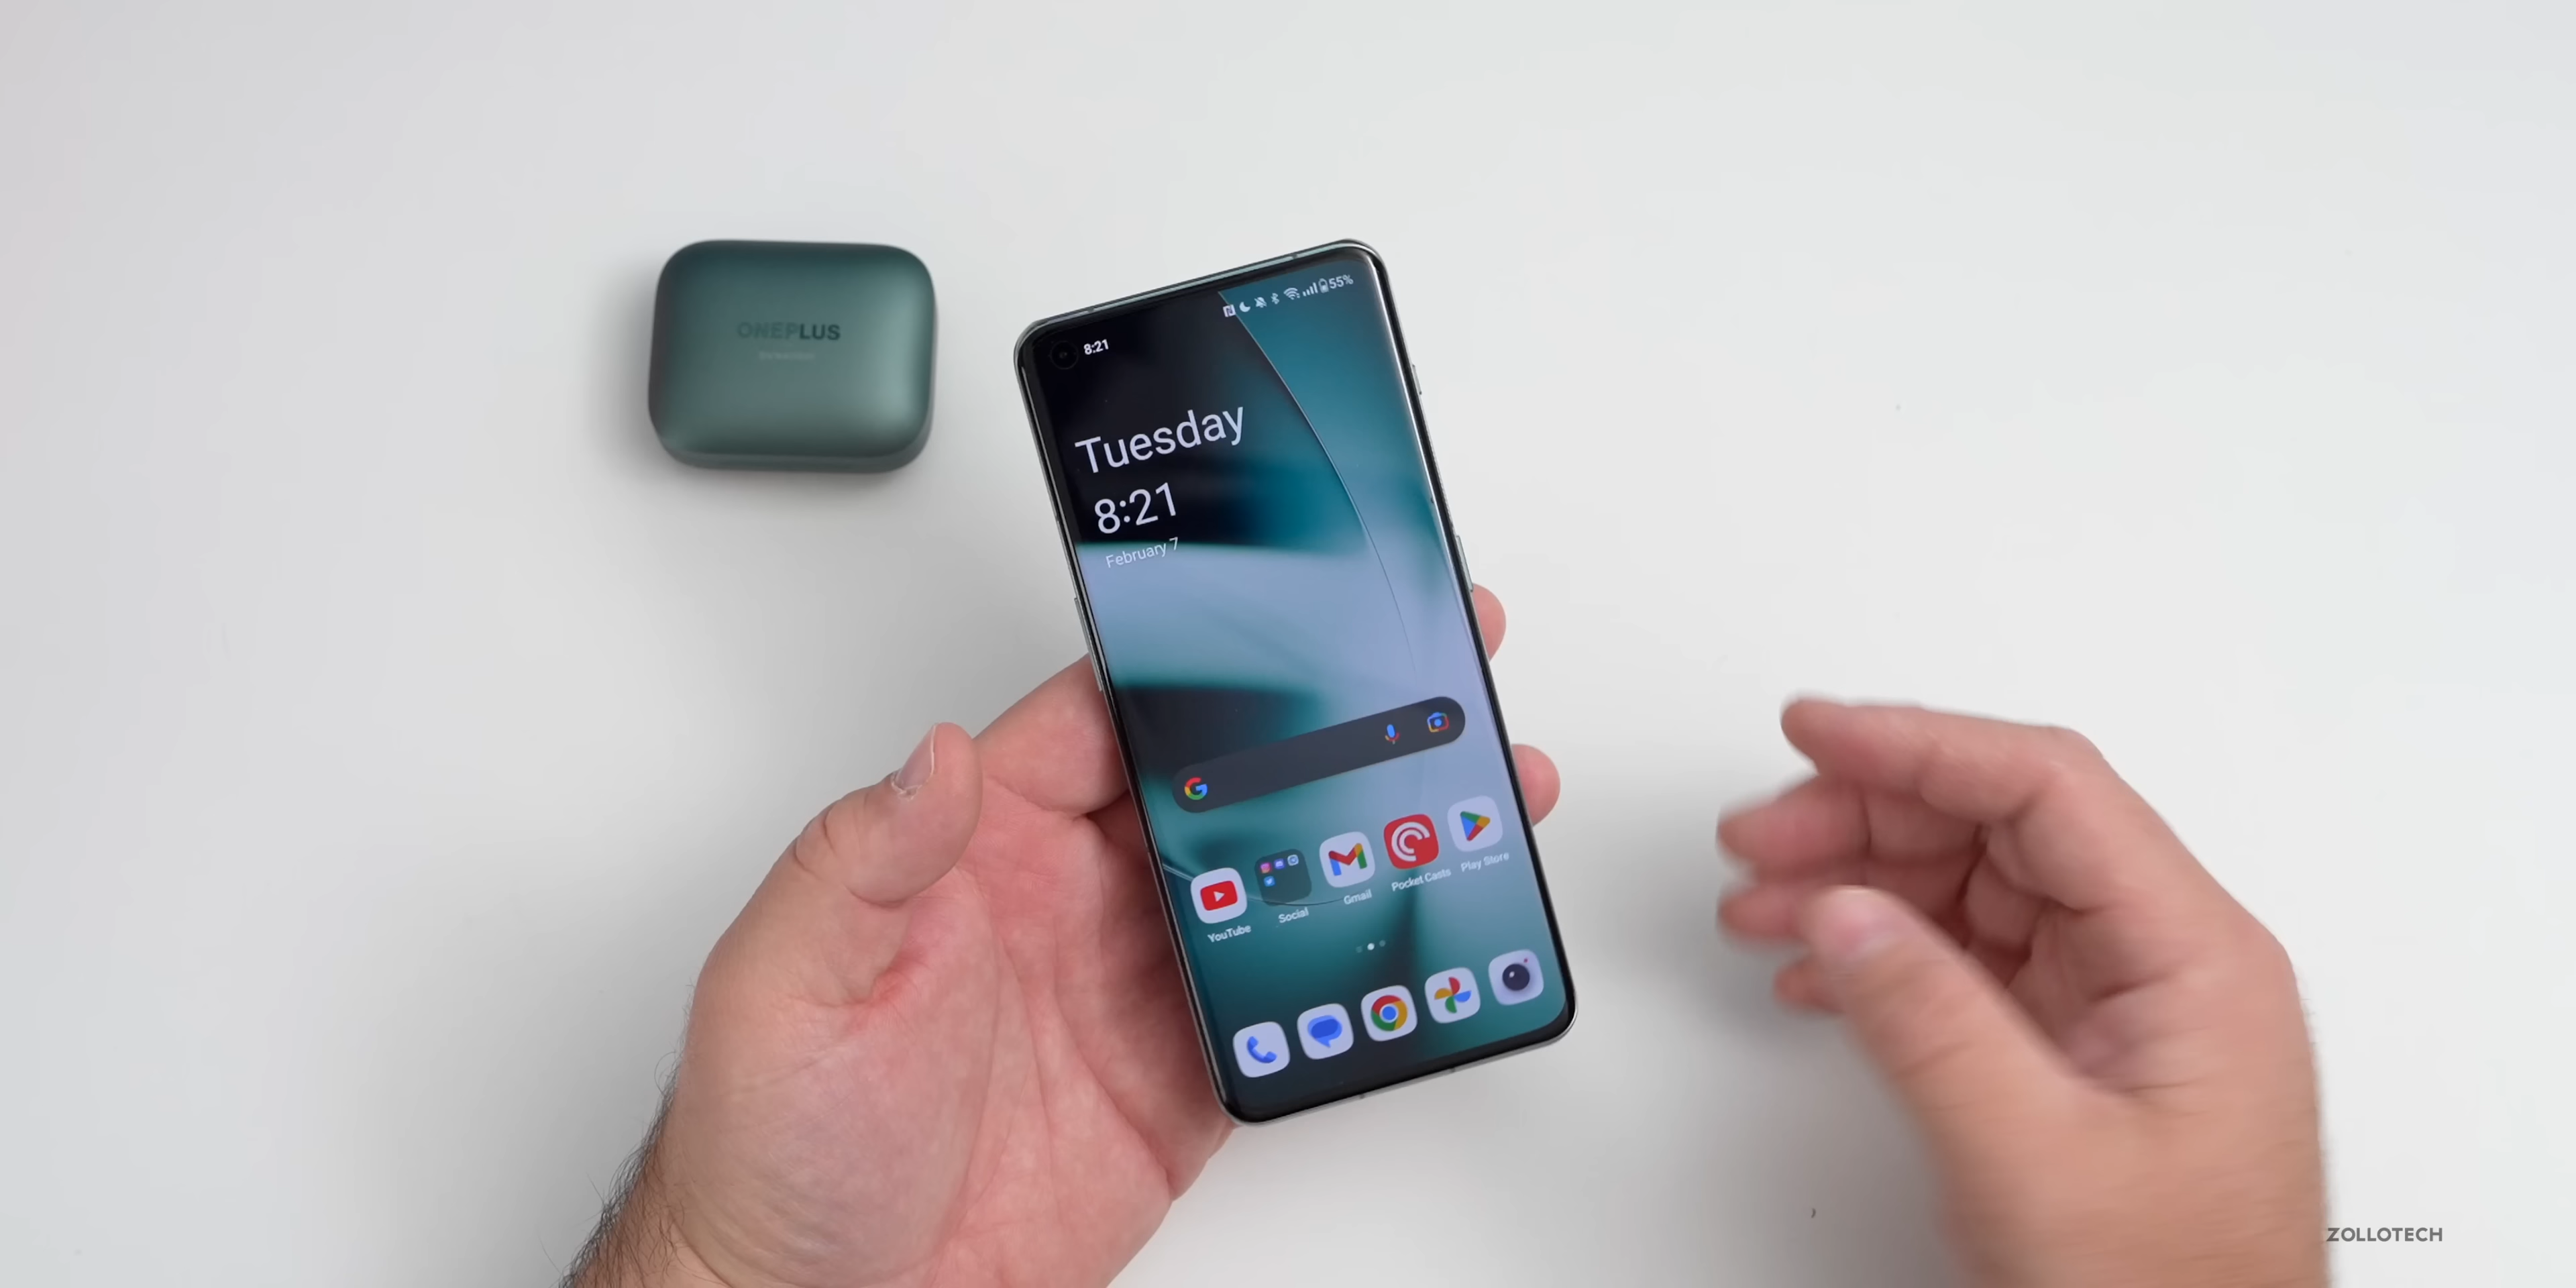 ONEPLUS
8:21
55%
Tuesday
8:21
February 7
YouTube
Social
Gmail
Pocket Casts
Play Store
ZOLLOTECH